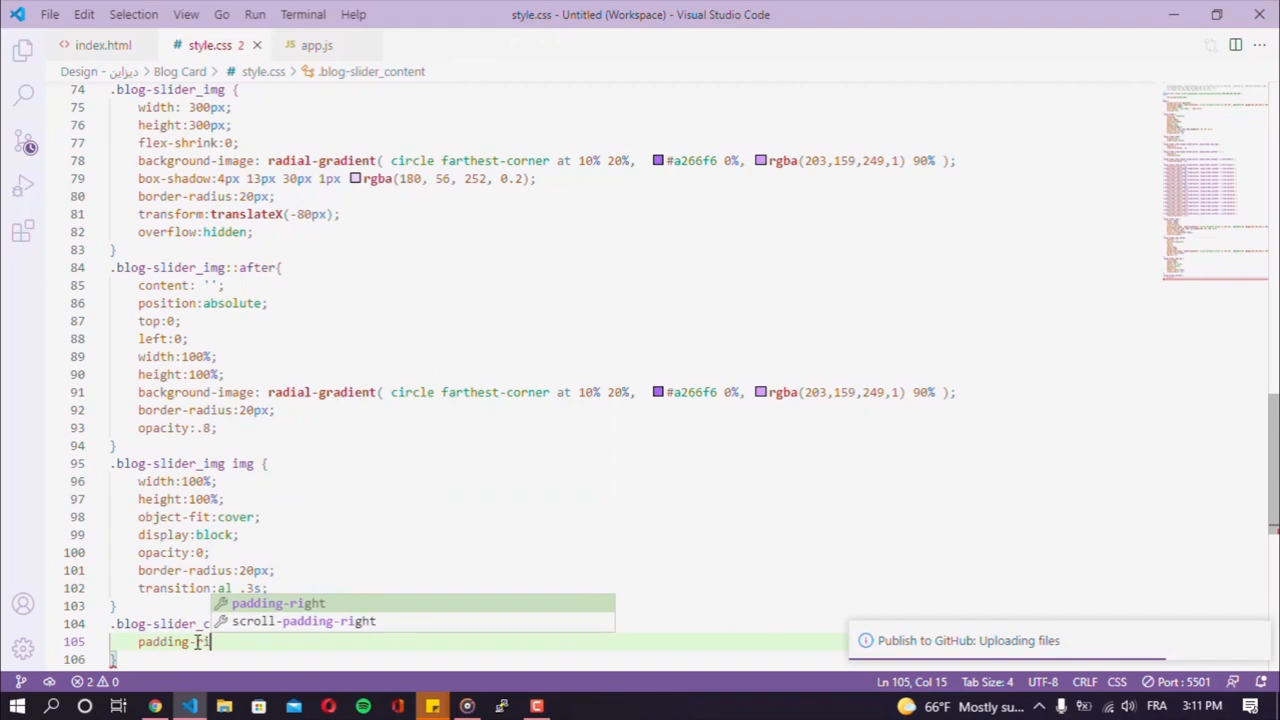 File Edit Selection View Go Run Terminal Help
style.css - Untitled (Workspace) - Visual Studio Code
index.html
style.css 2
app.js
Design - ديزاين > Blog Card > style.css > .blog-slider_content
74 .blog-slider_img {
75 width: 300px;
76 height:300px;
77 flex-shrink:0;
78 background-image: radial-gradient( circle farthest-corner at 10% 20%, #a266f6 0%, rgba(203,159,249,1) 90% );
79 box-shadow:4px 13px 30px 1px rgba(180 , 56,
80 border-radius:20px;
81 transform:translateX(-80px);
82 overflow:hidden;
83 }
84 .blog-slider_img::after{
85 content: '';
86 position:absolute;
87 top:0;
88 left:0;
89 width:100%;
90 height:100%;
91 background-image: radial-gradient( circle farthest-corner at 10% 20%, #a266f6 0%, rgba(203,159,249,1) 90% );
92 border-radius:20px;
93 opacity:.8;
94 }
95 .blog-slider_img img {
96 width:100%;
97 height:100%;
98 object-fit:cover;
99 display:block;
100 opacity:0;
101 border-radius:20px;
102 transition:al .3s;
103 }
padding-right
104 .blog-slider_c
scroll-padding-right
105 padding-ri
Publish to GitHub: Uploading files
106 }
2 0
Ln 105, Col 15 Tab Size: 4 UTF-8 CRLF CSS Port : 5501
66°F Mostly su... FR 3:11 PM